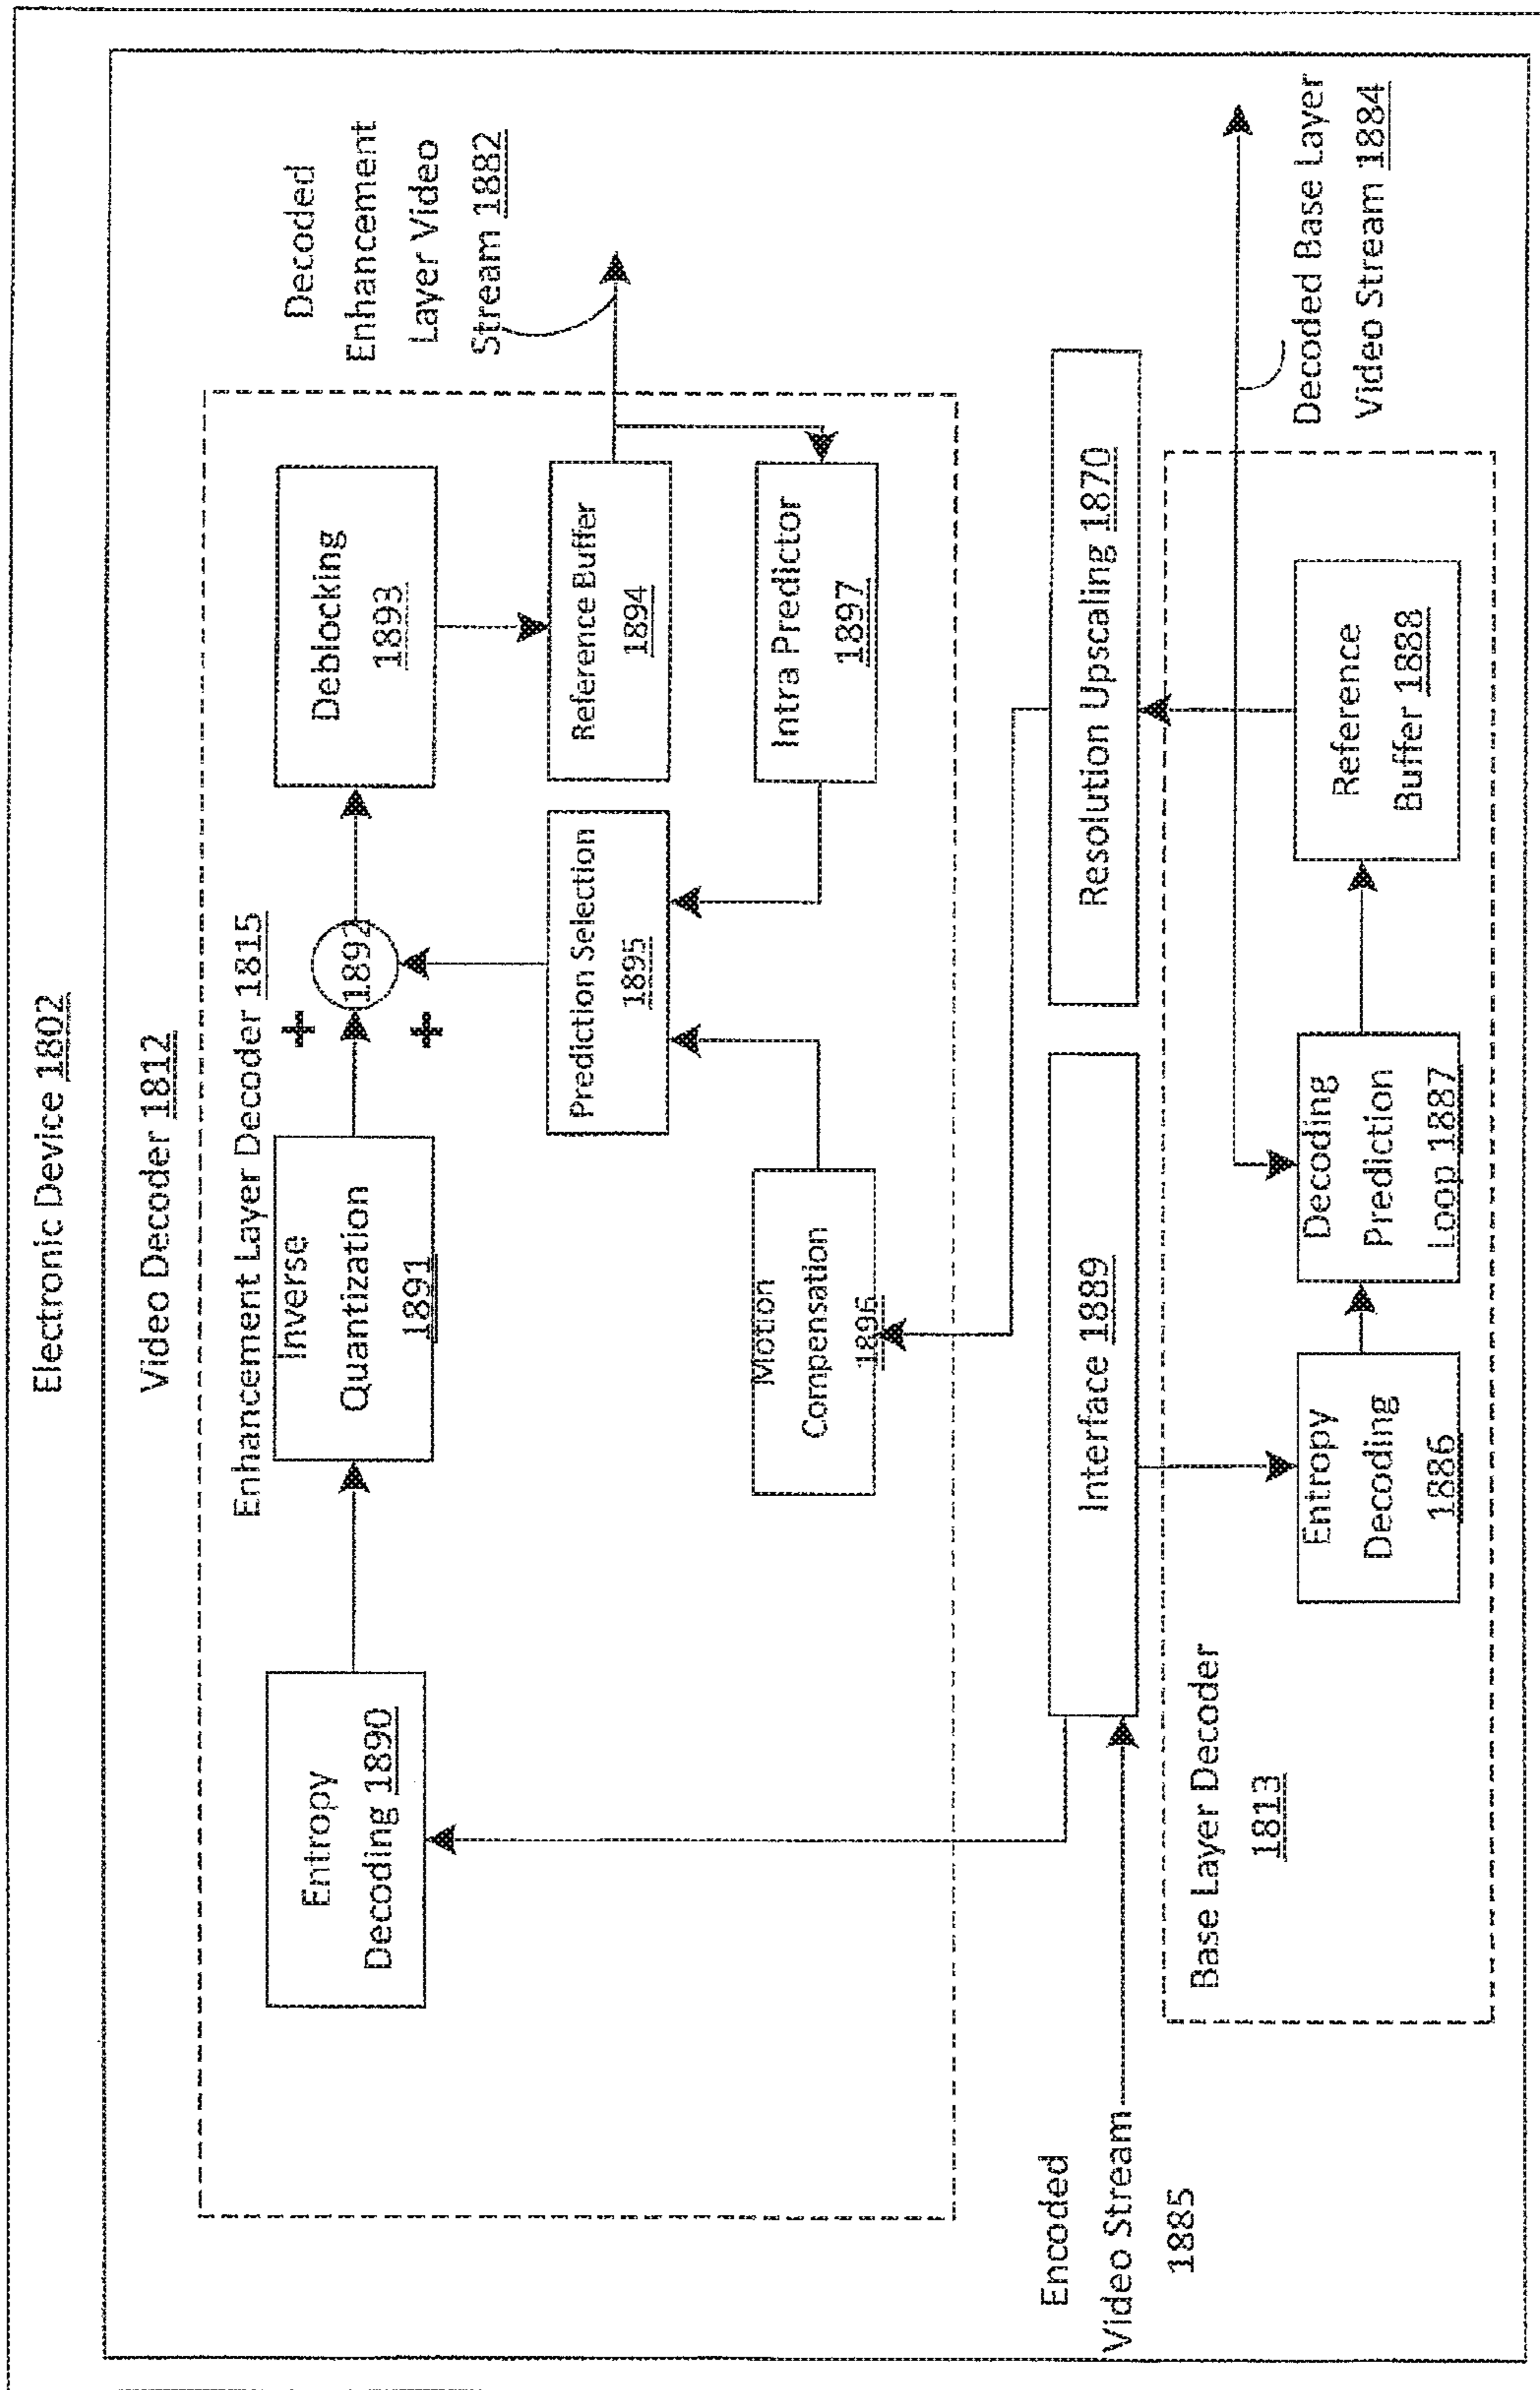 Electronic Device 1802
Video Decoder 1812
Enhancement Layer Decoder 1815
Entropy
Decoding 1890
Inverse
Quantization
1891
+
+
1892
Deblocking
1893
Decoded
Enhancement
Layer Video
Stream 1882
Prediction Selection
1895
Reference Buffer
1894
Motion
Compensation
1896
Intra Predictor
1897
Encoded
Video Stream
1885
Interface 1889
Resolution Upscaling 1870
Base Layer Decoder
1813
Entropy
Decoding
1886
Decoding
Prediction
Loop 1887
Reference
Buffer 1888
Decoded Base Layer
Video Stream 1884